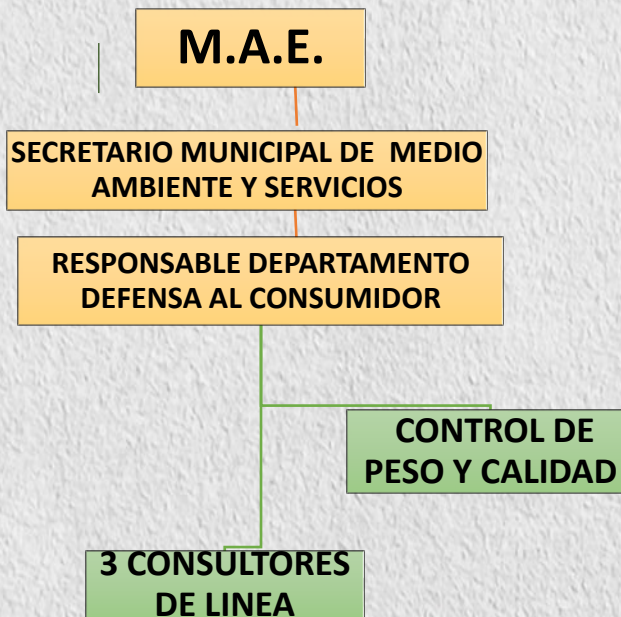 M.A.E.
SECRETARIO MUNICIPAL DE MEDIO
AMBIENTE Y SERVICIOS
RESPONSABLE DEPARTAMENTO
DEFENSA AL CONSUMIDOR
CONTROL DE
PESO Y CALIDAD
3 CONSULTORES
DE LINEA